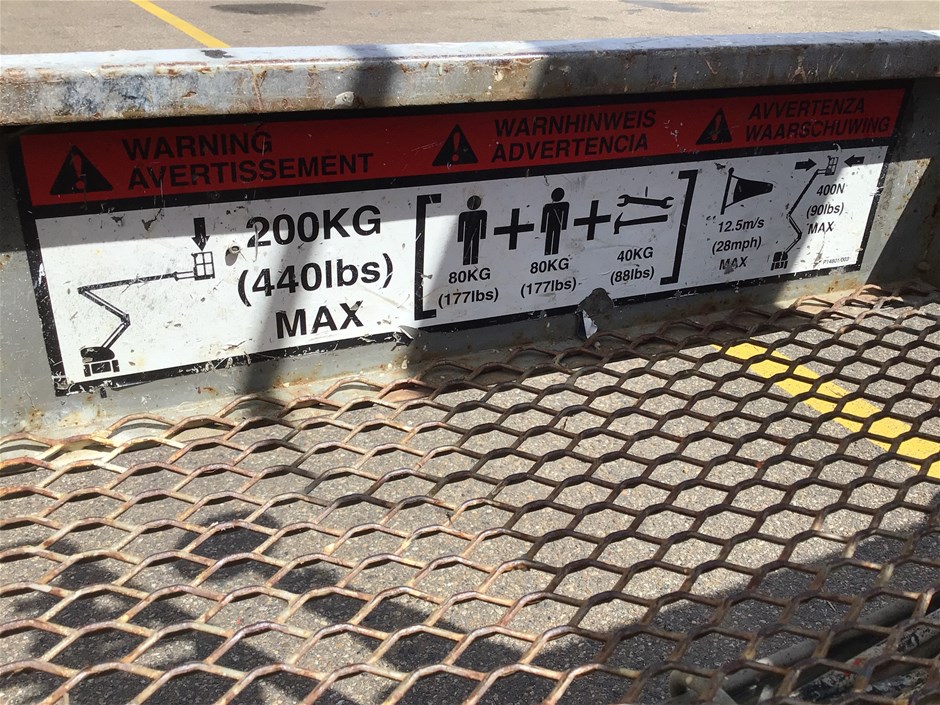 WARNING
AVERTISSEMENT
WARNHINWEIS
ADVERTENCIA
AVVERTENZA
WAARSCHUWING
200KG
(440lbs)
MAX
80KG
(177lbs)
80KG
(177lbs)
40KG
(88lbs)
12.5m/s
(28mph)
MAX
400N
(90lbs)
MAX